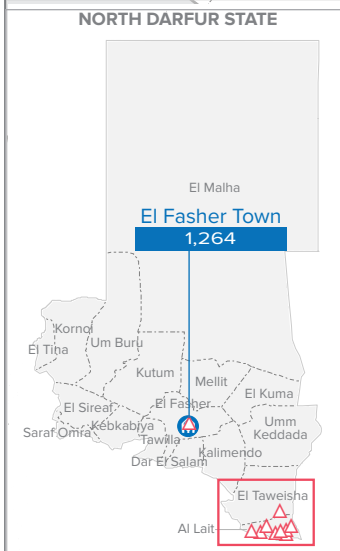 NORTH DARFUR STATE
El Malha
El Fasher Town
1,264
Kornoi
El Tina
Um Buru
Kutum
Mellit
El Kuma
El Sireaf
El Fasher
Umm
Keddada
Saraf Omra
Kebkabiya
Tawilla
Kalimendo
Dar El Salam
El Taweisha
Al Lait